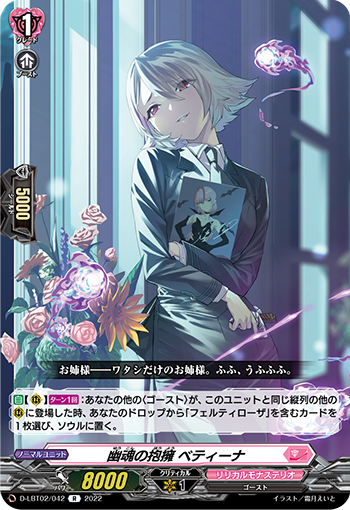 1
グレード
ブースト
5000
シールド
お姉様――ワタシだけのお姉様。ふふ、うふふふ。
自【R】ターン1回:あなたの他の〈ゴースト〉が、このユニットと同じ縦列の他の
【R】に登場した時、あなたのドロップから「フェルティローザ」を含むカードを
1枚選び、ソウルに置く。
ノーマルユニット
幽魂の抱擁 ベティーナ
パワー
8000
クリティカル
1
リリカルモナステリオ
ゴースト
D-LBT02/042 R 2022
イラスト/霜月えいと